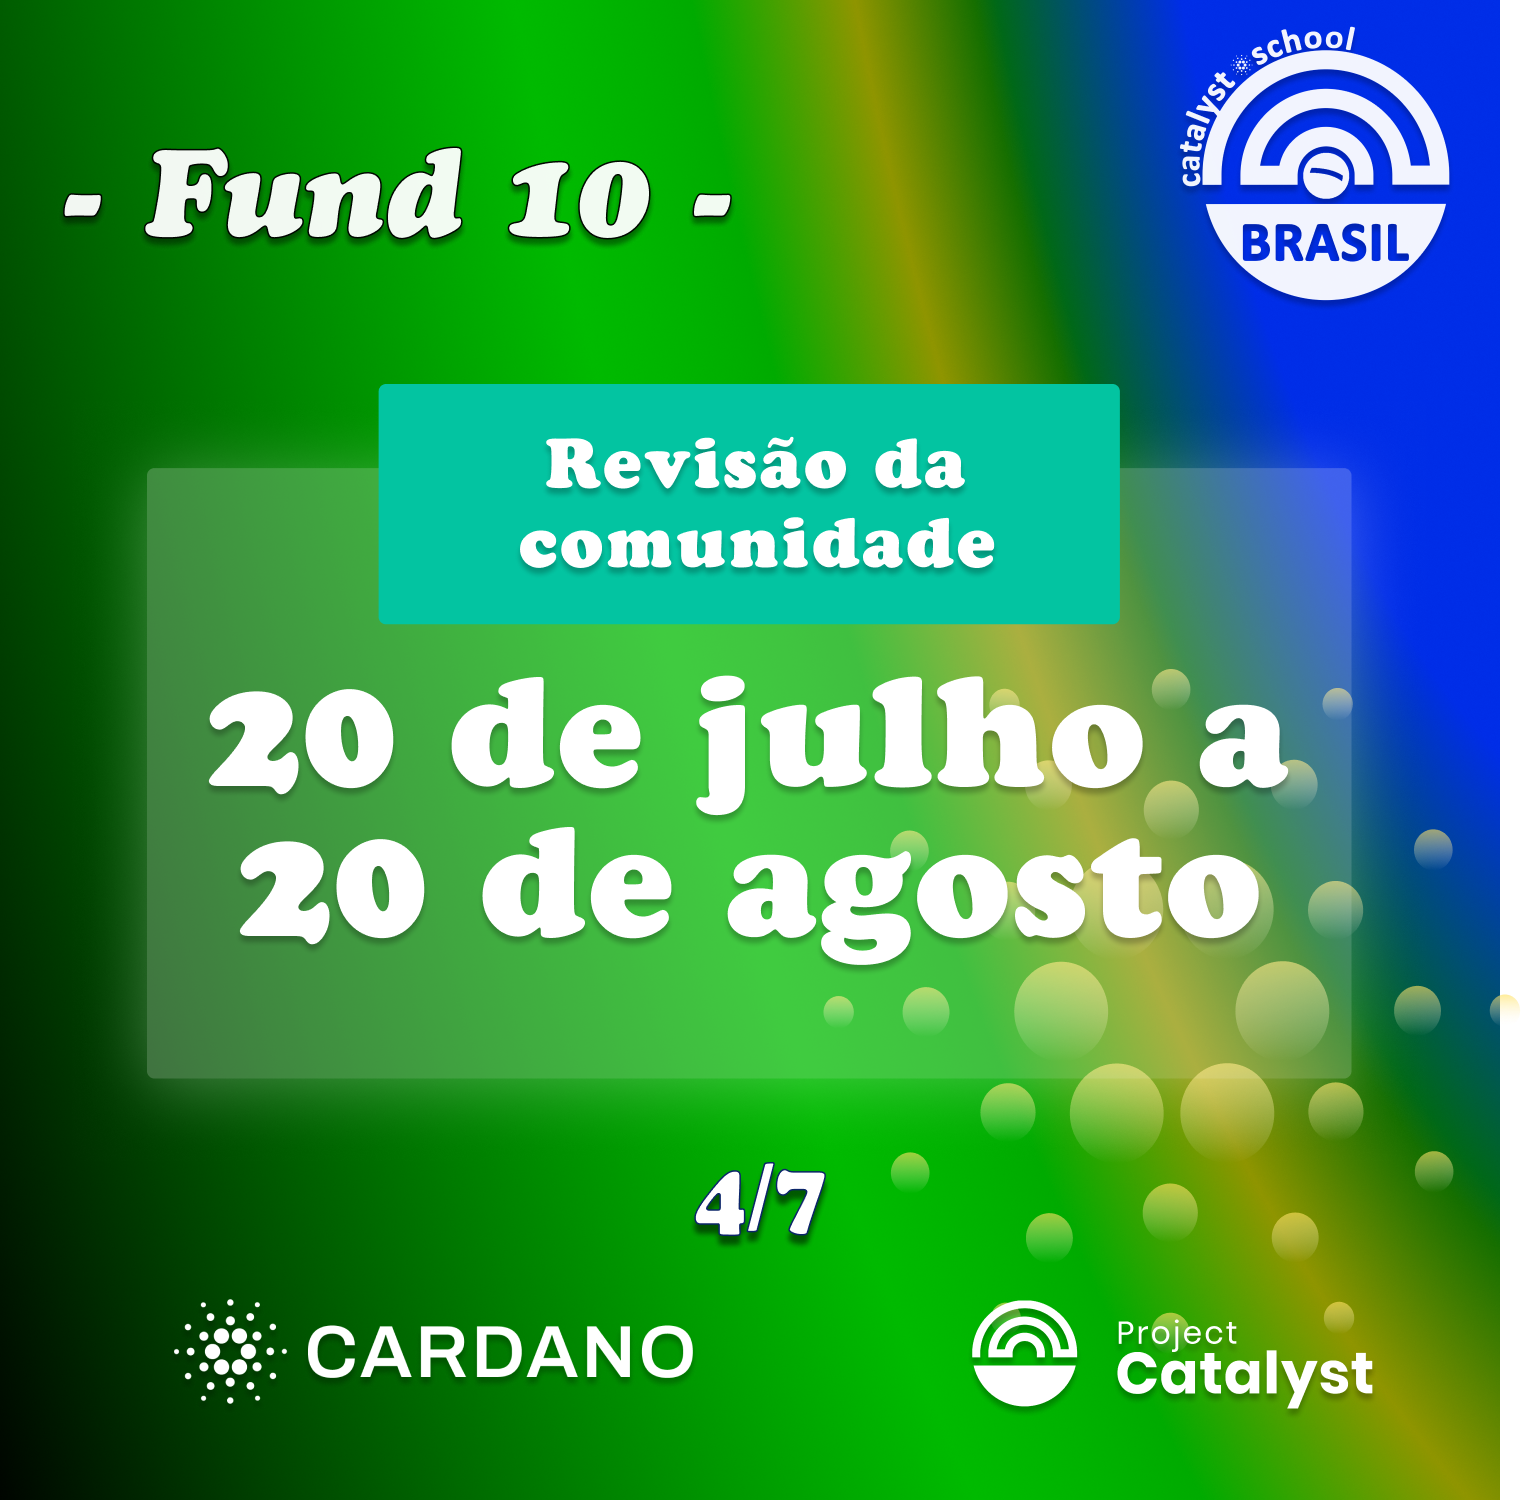 catalyst school
BRASIL
- Fund 10 -
Revisão da
comunidade
20 de julho a
20 de agosto
4/7
CARDANO
Project
Catalyst